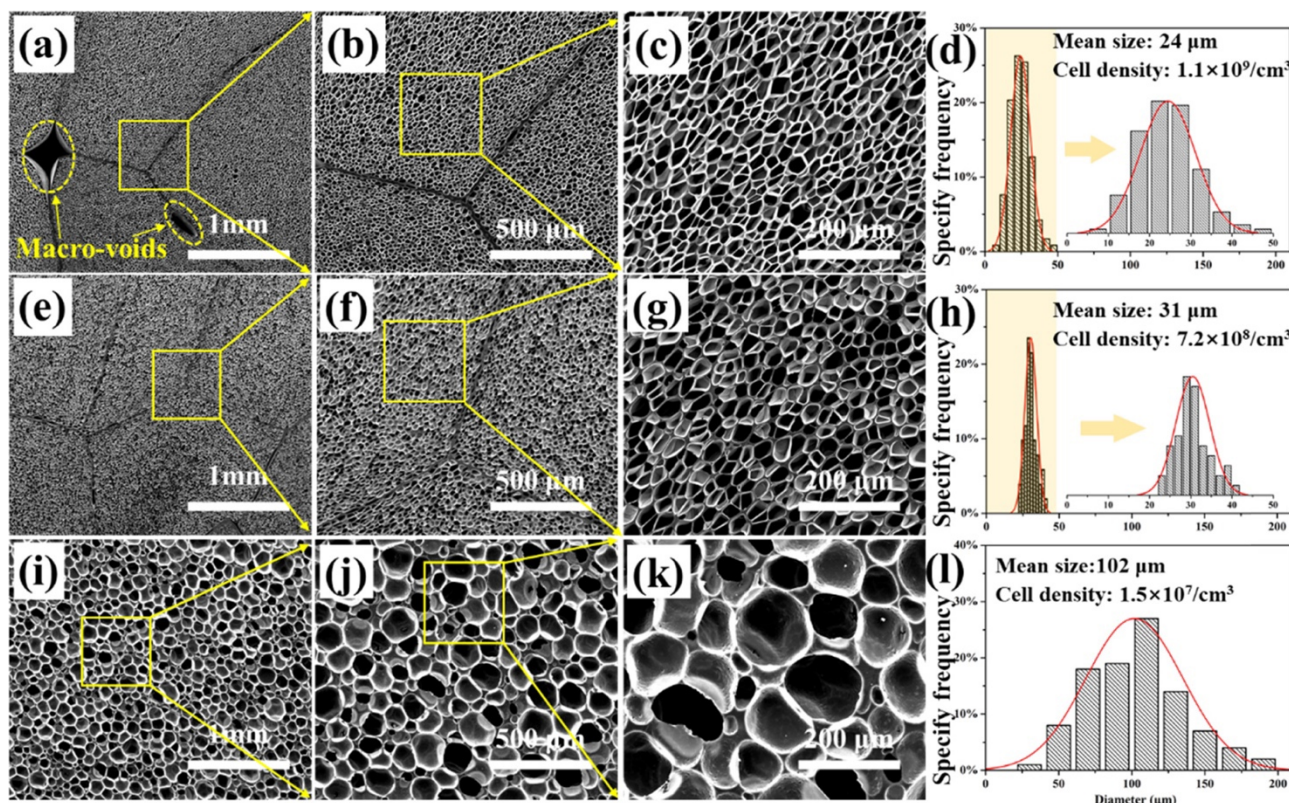 (a)
Macro-voids
1mm
(b)
500 μm
(c)
200 μm
(d)
Mean size: 24 μm
Cell density: 1.1×10⁹/cm³
Specify frequency
30%
20%
10%
0%
0 50 100 150 200
0 10 20 30 40 50
(e)
1mm
(f)
500 μm
(g)
200 μm
(h)
Mean size: 31 μm
Cell density: 7.2×10⁸/cm³
Specify frequency
30%
20%
10%
0%
0 50 100 150 200
0 10 20 30 40 50
(i)
1mm
(j)
500 μm
(k)
200 μm
(l)
Mean size:102 μm
Cell density: 1.5×10⁷/cm³
Specify frequency
40%
30%
20%
10%
0%
0 50 100 150 200
Diameter (μm)